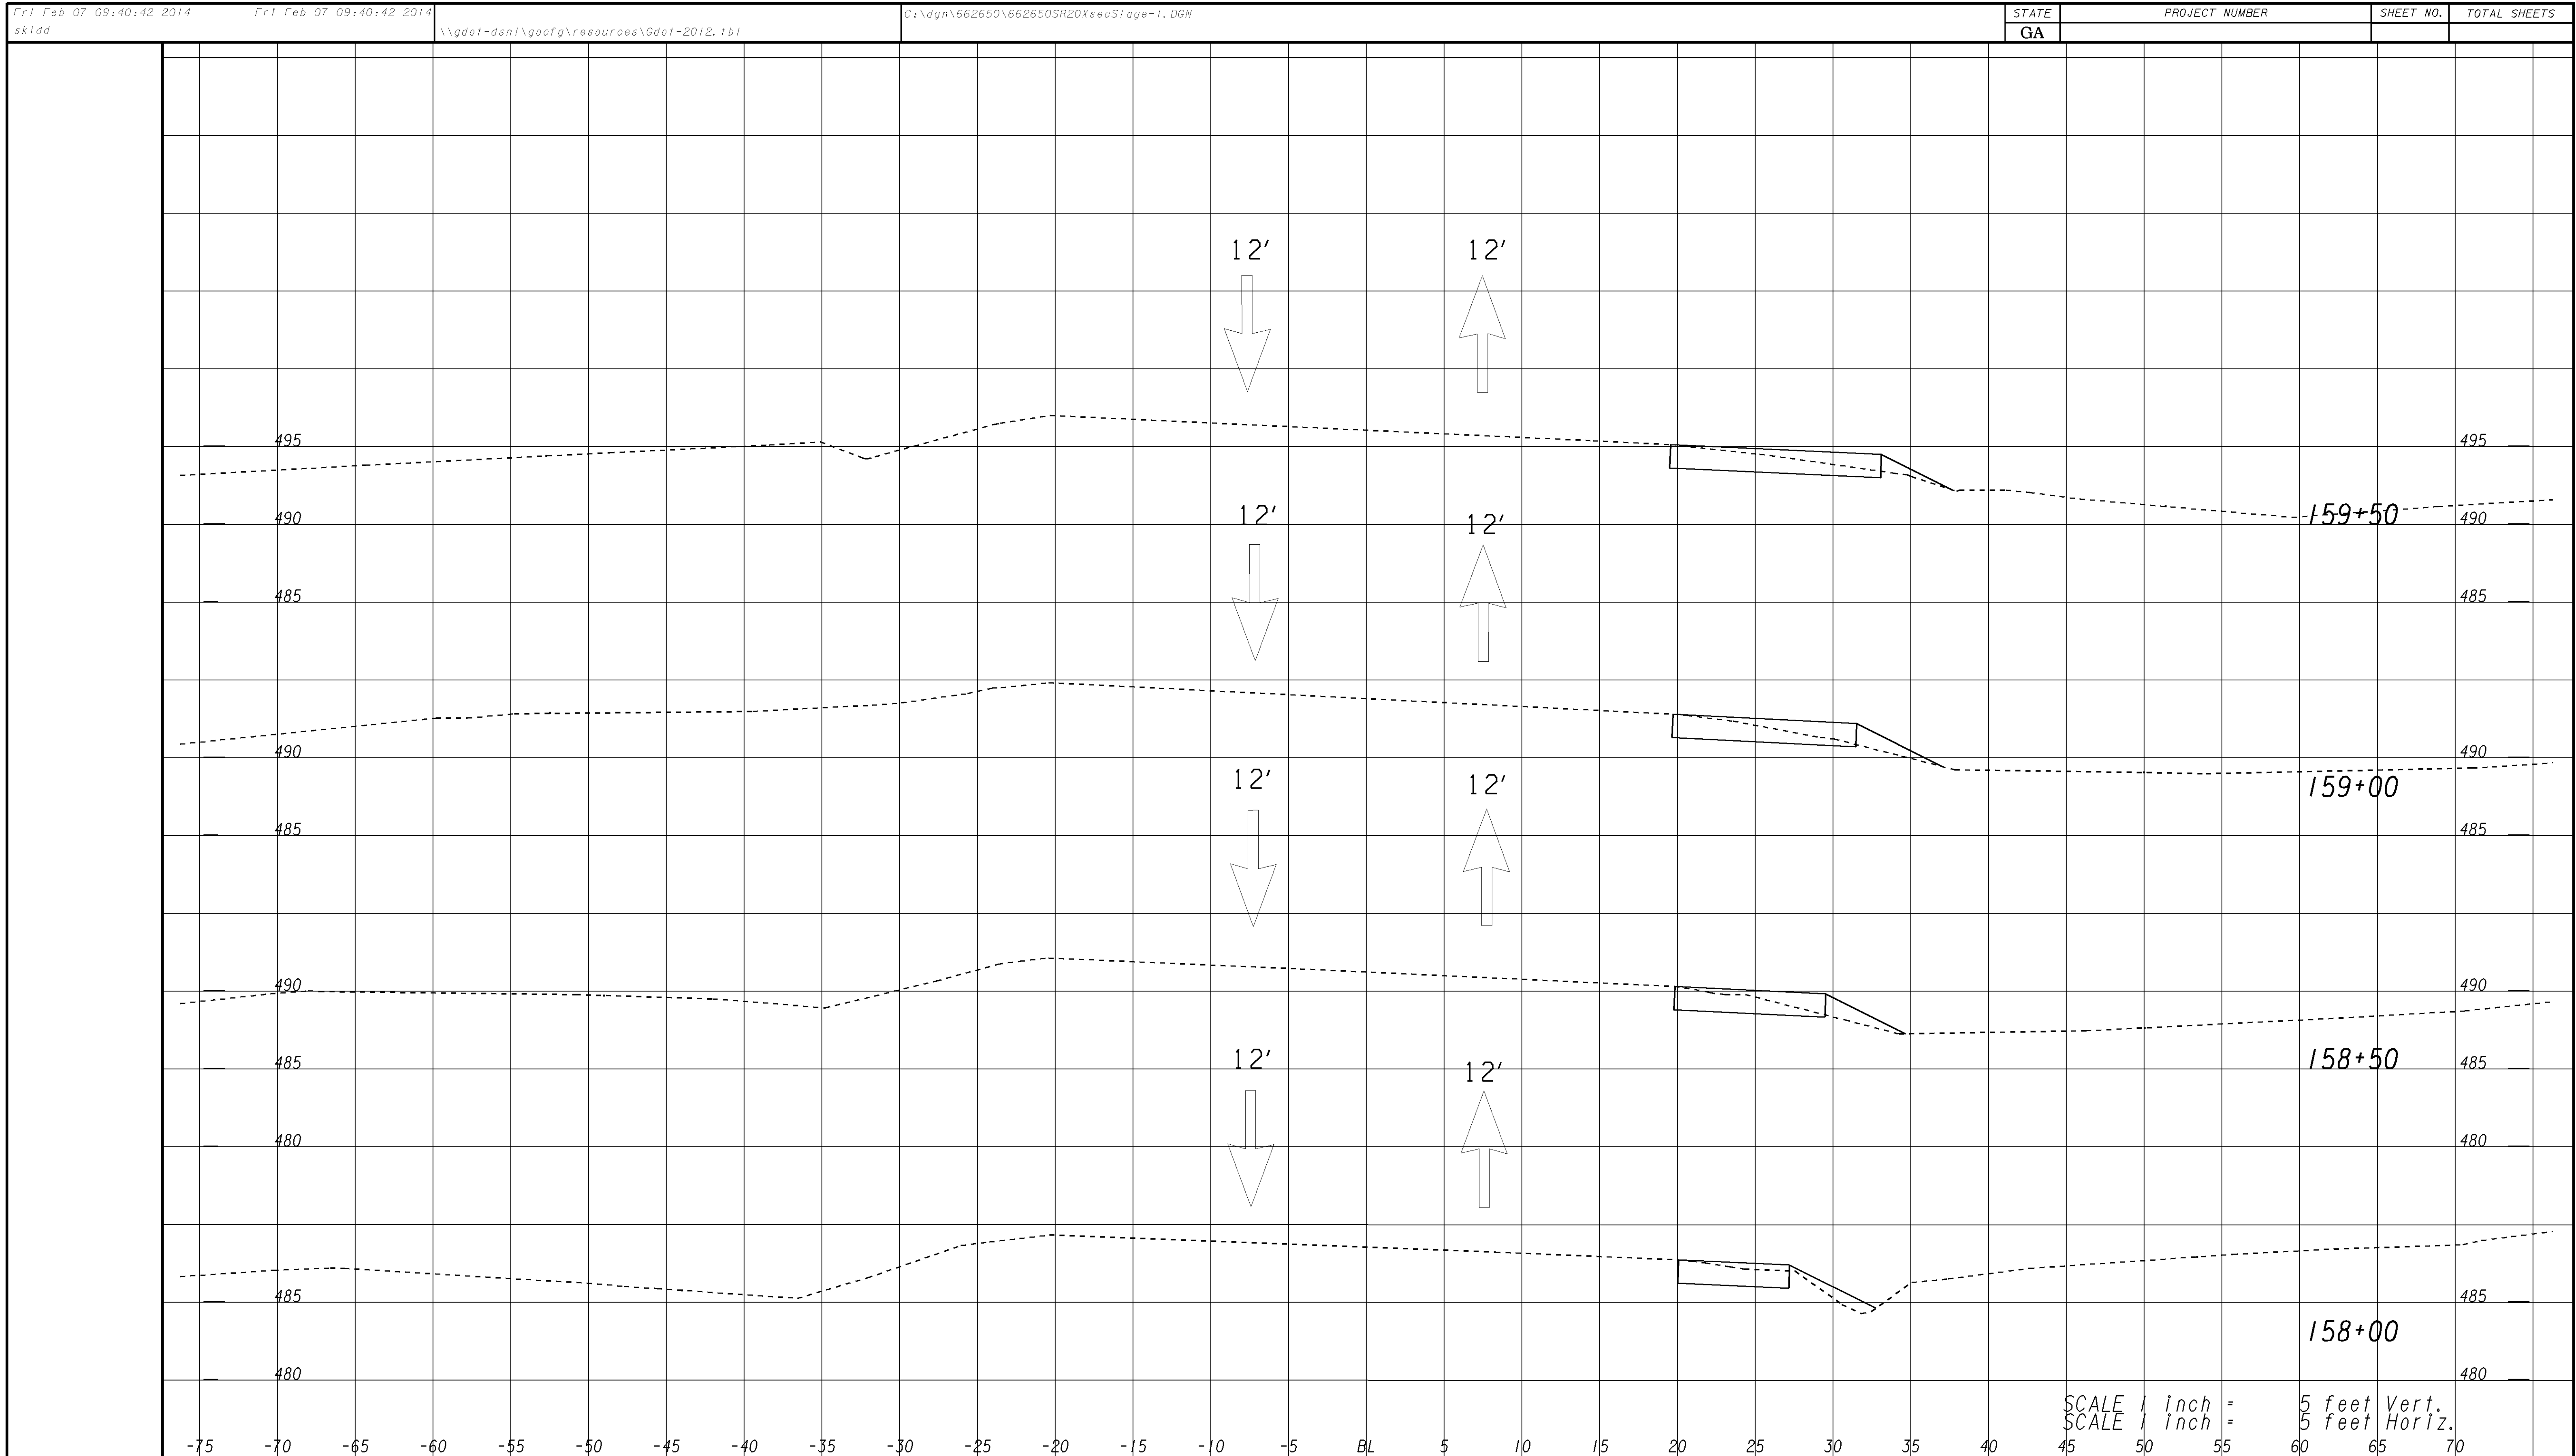 Fri Feb 07 09:40:42 2014 Fri Feb 07 09:40:42 2014 C:\dgn\662650\662650SR20XsecStage-1.DGN STATE PROJECT NUMBER SHEET NO. TOTAL SHEETS
skidd \\gdot-dsn1\gocfg\resources\Gdot-2012.tbl GA
12' 12'
495 495
490 159+50 490
12' 12'
485 485
490 490
12' 12' 159+00
485 485
490 490
12' 12' 158+50
485 485
480 480
485 485
158+00
480 480
SCALE 1 inch = 5 feet Vert.
SCALE 1 inch = 5 feet Horiz.
-75 -70 -65 -60 -55 -50 -45 -40 -35 -30 -25 -20 -15 -10 -5 BL 5 10 15 20 25 30 35 40 45 50 55 60 65 70